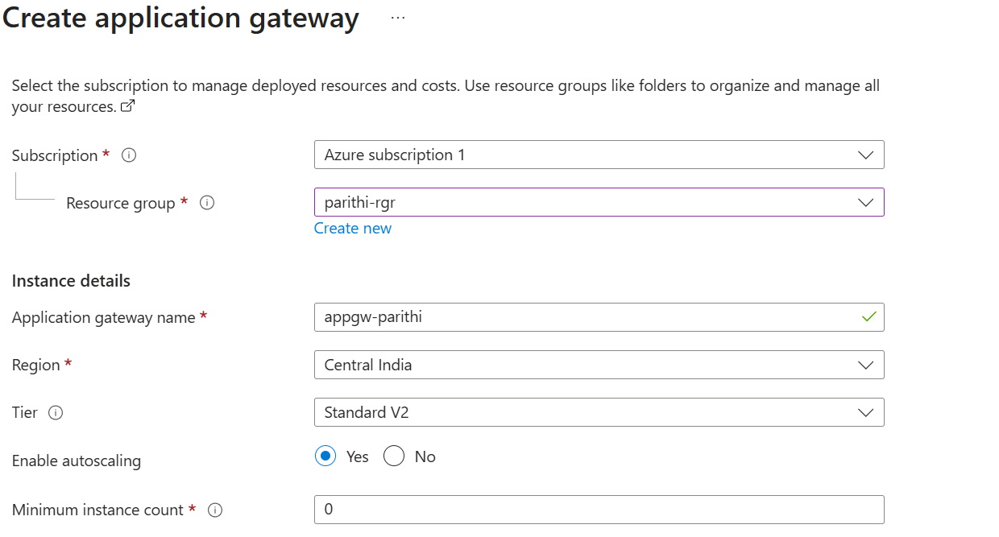 Create application gateway ...
Select the subscription to manage deployed resources and costs. Use resource groups like folders to organize and manage all
your resources.
Subscription * Azure subscription 1
Resource group * parithi-rgr
Create new
Instance details
Application gateway name * appgw-parithi
Region * Central India
Tier Standard V2
Enable autoscaling Yes No
Minimum instance count * 0